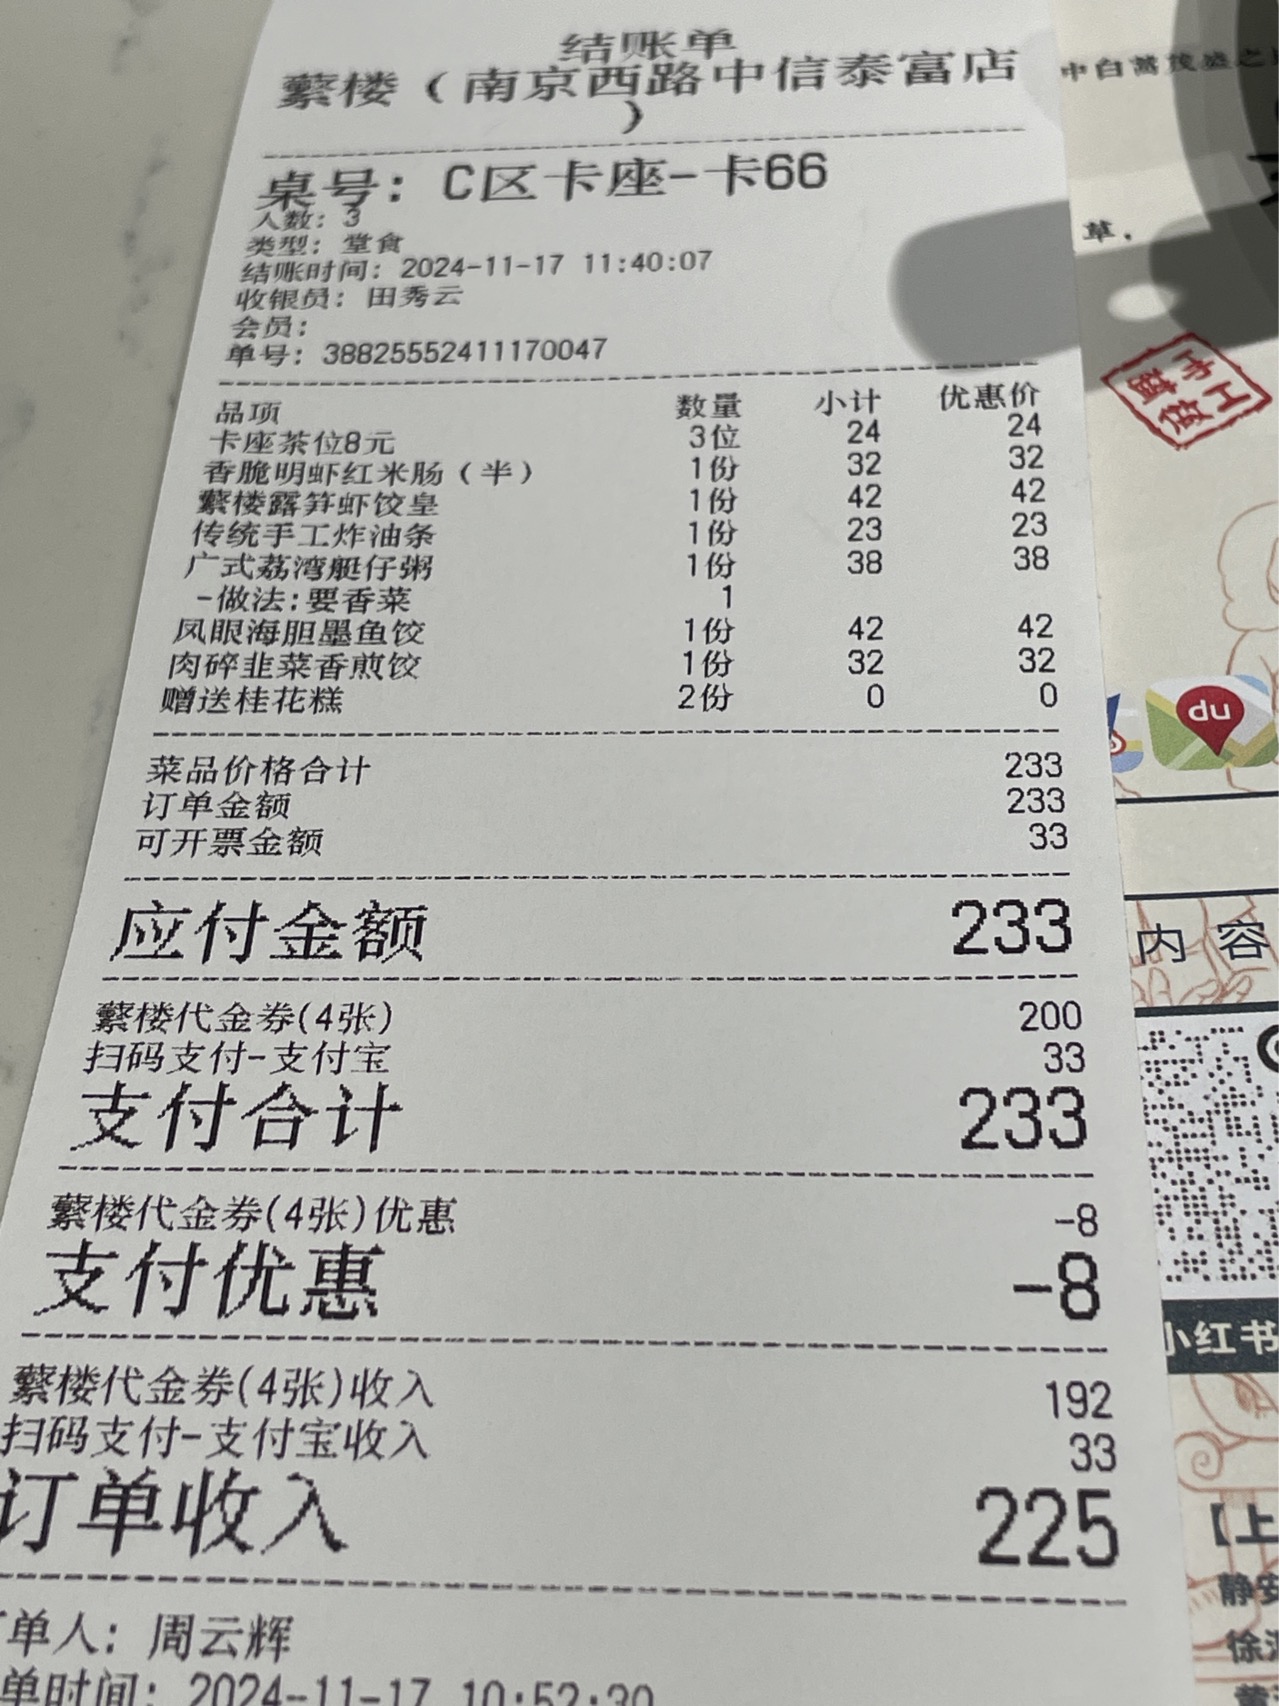 结账单
蘩楼（南京西路中信泰富店
）
桌号：C区卡座-卡66
人数：3
类型：堂食
结账时间：2024-11-17 11:40:07
收银员：田秀云
会员：
单号：38825552411170047
品项 数量 小计 优惠价
卡座茶位8元 3位 24 24
香脆明虾红米肠（半） 1份 32 32
蘩楼露笋虾饺皇 1份 42 42
传统手工炸油条 1份 23 23
广式荔湾艇仔粥 1份 38 38
-做法:要香菜 1
凤眼海胆墨鱼饺 1份 42 42
肉碎韭菜香煎饺 1份 32 32
赠送桂花糕 2份 0 0
菜品价格合计 233
订单金额 233
可开票金额 33
应付金额 233
蘩楼代金券(4张) 200
扫码支付-支付宝 33
支付合计 233
蘩楼代金券(4张)优惠 -8
支付优惠 -8
蘩楼代金券(4张)收入 192
扫码支付-支付宝收入 33
订单收入 225
单人：周云辉
单时间：2024-11-17 10:52:30
中白蒿茂盛之
草，
du
内容
小红书
【上
静安
徐